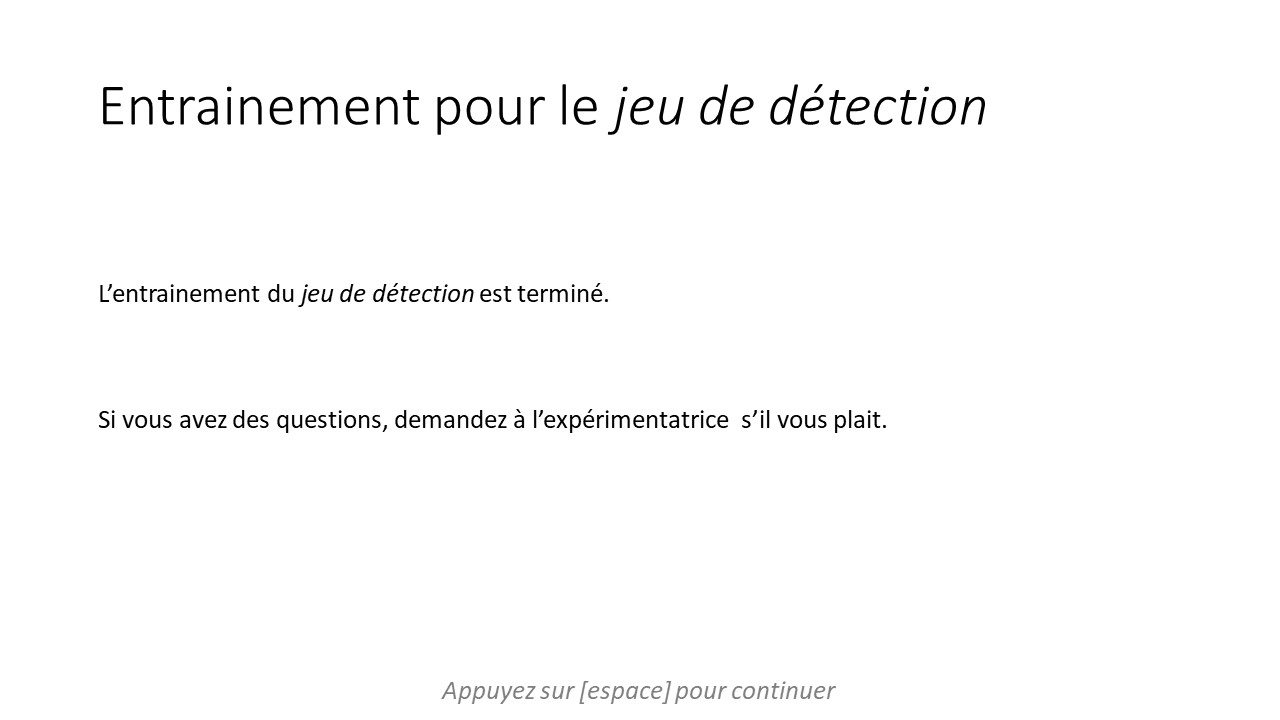 Entrainement pour le jeu de détection
L’entrainement du jeu de détection est terminé.
Si vous avez des questions, demandez à l’expérimentatrice  s’il vous plait.
Appuyez sur [espace] pour continuer